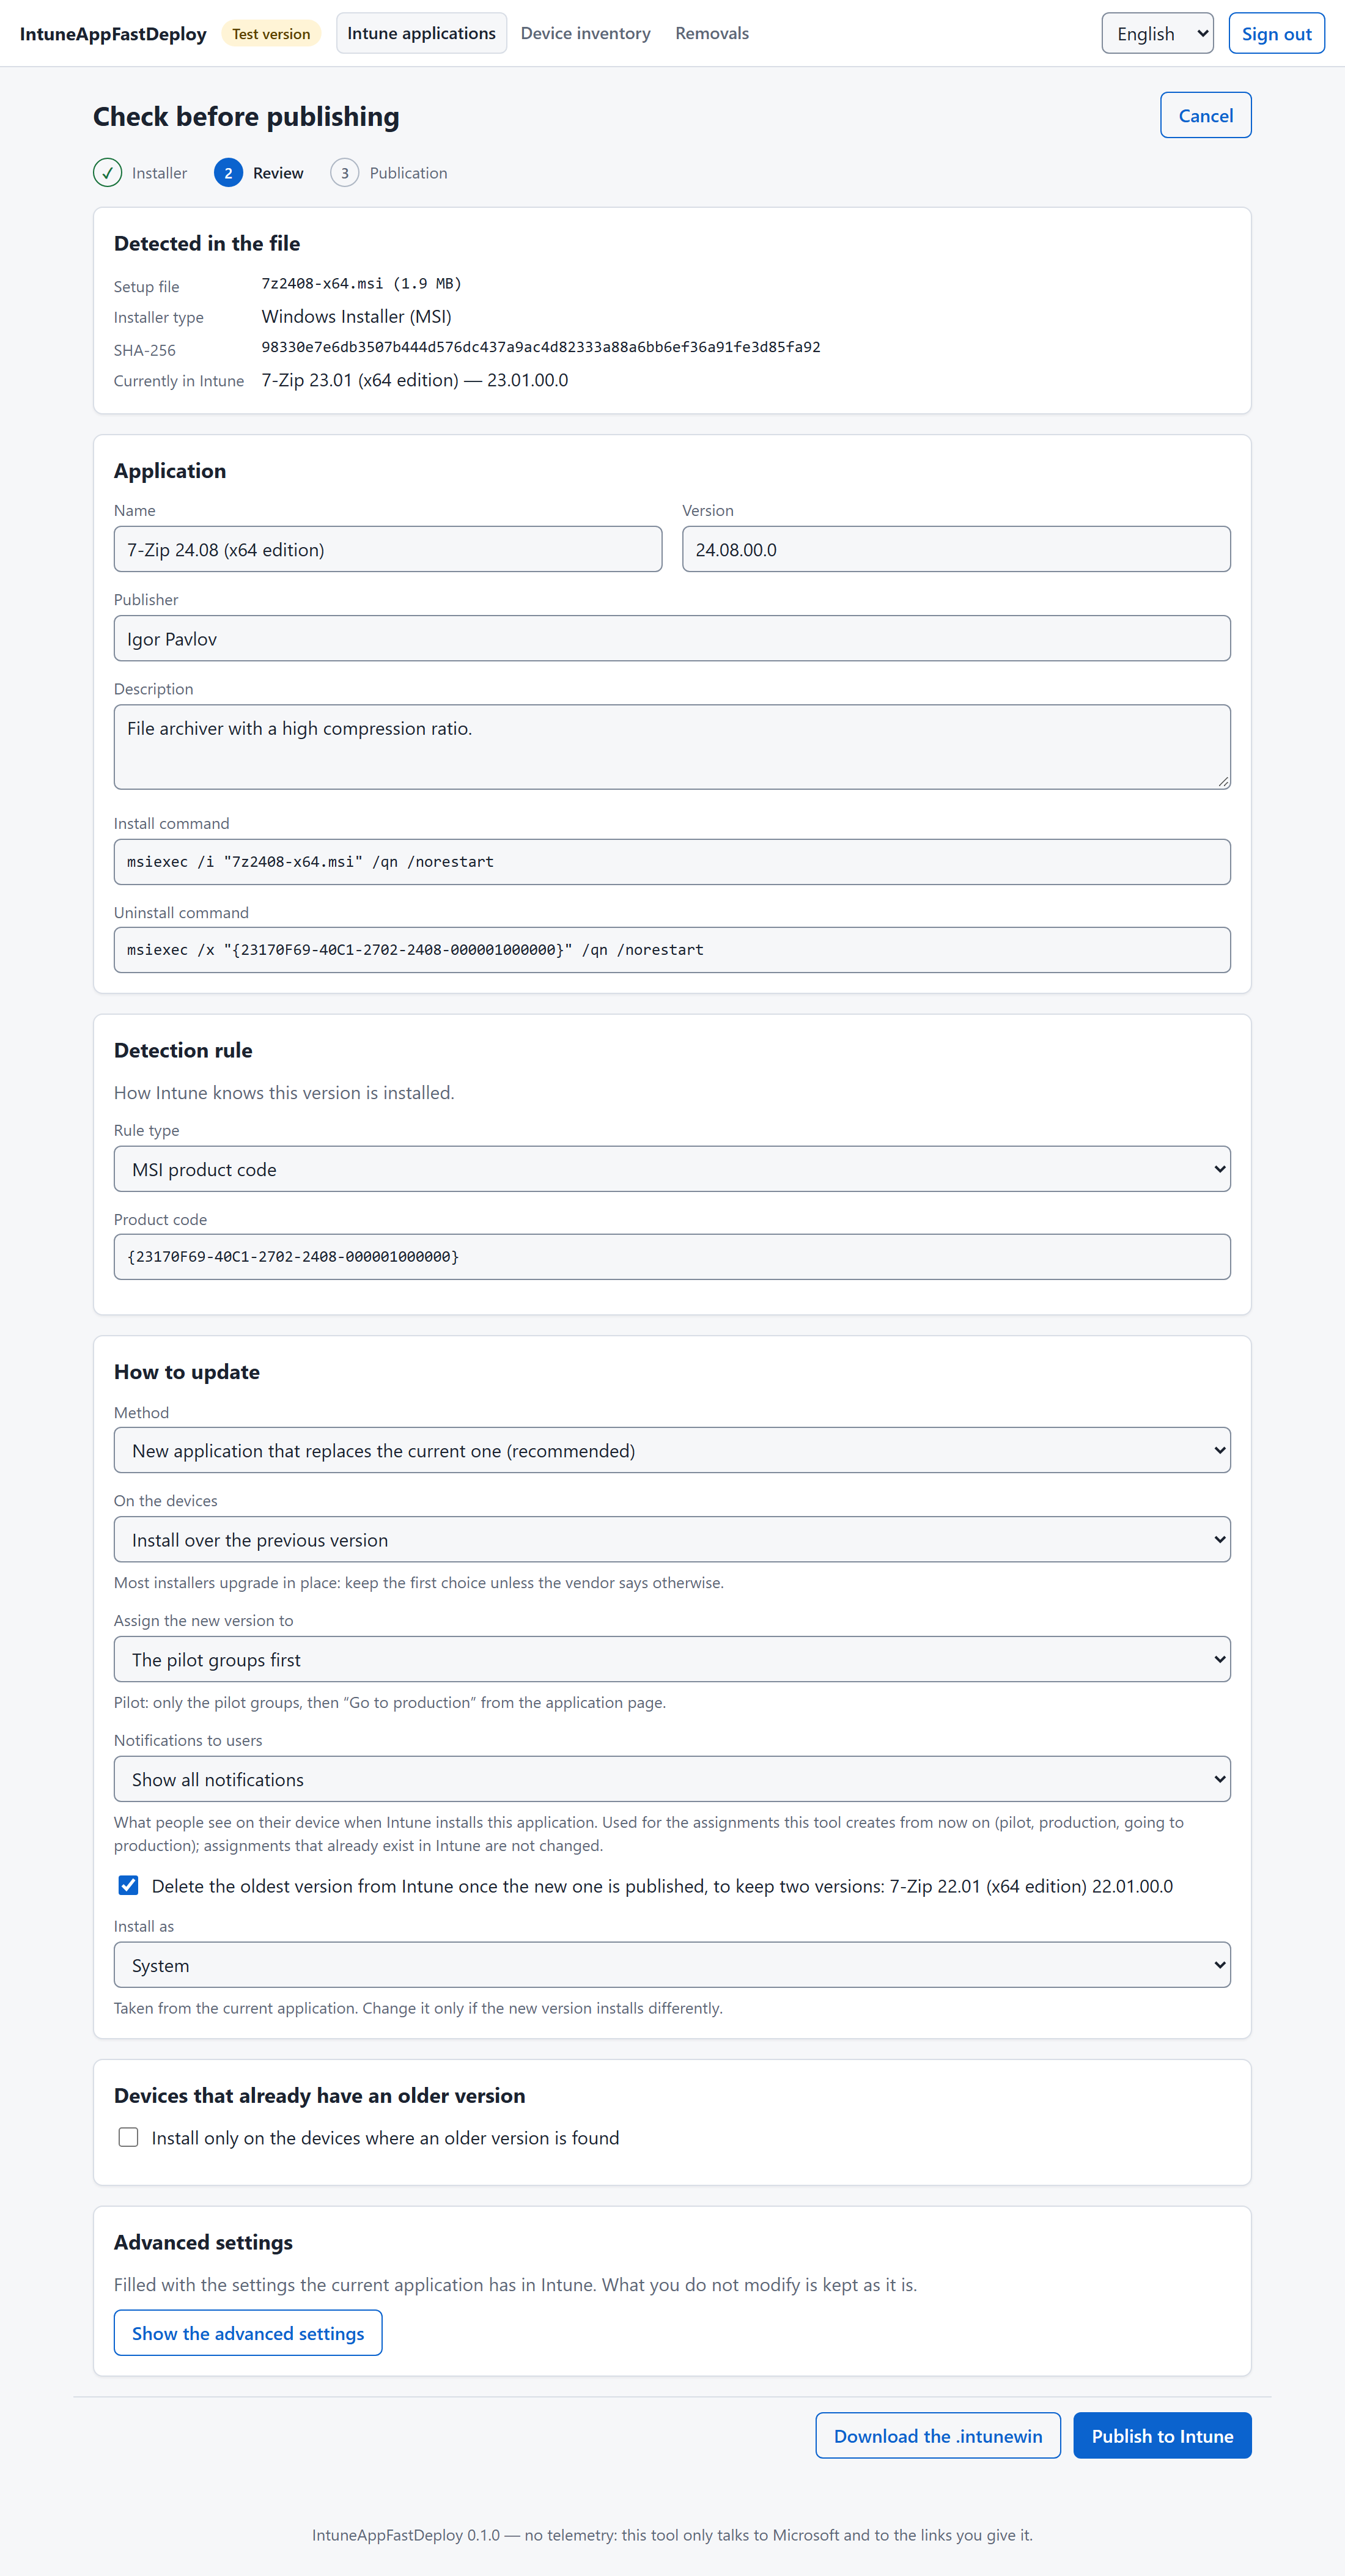 IntuneAppFastDeploy Test version Intune applications Device inventory Removals English Sign out
Check before publishing Cancel
Installer 2 Review 3 Publication
Detected in the file
Setup file 7z2408-x64.msi (1.9 MB)
Installer type Windows Installer (MSI)
SHA-256 98330e7e6db3507b444d576dc437a9ac4d82333a88a6bb6ef36a91fe3d85fa92
Currently in Intune 7-Zip 23.01 (x64 edition) — 23.01.00.0
Application
Name Version
7-Zip 24.08 (x64 edition) 24.08.00.0
Publisher
Igor Pavlov
Description
File archiver with a high compression ratio.
Install command
msiexec /i "7z2408-x64.msi" /qn /norestart
Uninstall command
msiexec /x "{23170F69-40C1-2702-2408-000001000000}" /qn /norestart
Detection rule
How Intune knows this version is installed.
Rule type
MSI product code
Product code
{23170F69-40C1-2702-2408-000001000000}
How to update
Method
New application that replaces the current one (recommended)
On the devices
Install over the previous version
Most installers upgrade in place: keep the first choice unless the vendor says otherwise.
Assign the new version to
The pilot groups first
Pilot: only the pilot groups, then “Go to production” from the application page.
Notifications to users
Show all notifications
What people see on their device when Intune installs this application. Used for the assignments this tool creates from now on (pilot, production, going to
production); assignments that already exist in Intune are not changed.
Delete the oldest version from Intune once the new one is published, to keep two versions: 7-Zip 22.01 (x64 edition) 22.01.00.0
Install as
System
Taken from the current application. Change it only if the new version installs differently.
Devices that already have an older version
Install only on the devices where an older version is found
Advanced settings
Filled with the settings the current application has in Intune. What you do not modify is kept as it is.
Show the advanced settings
Download the .intunewin Publish to Intune
IntuneAppFastDeploy 0.1.0 — no telemetry: this tool only talks to Microsoft and to the links you give it.